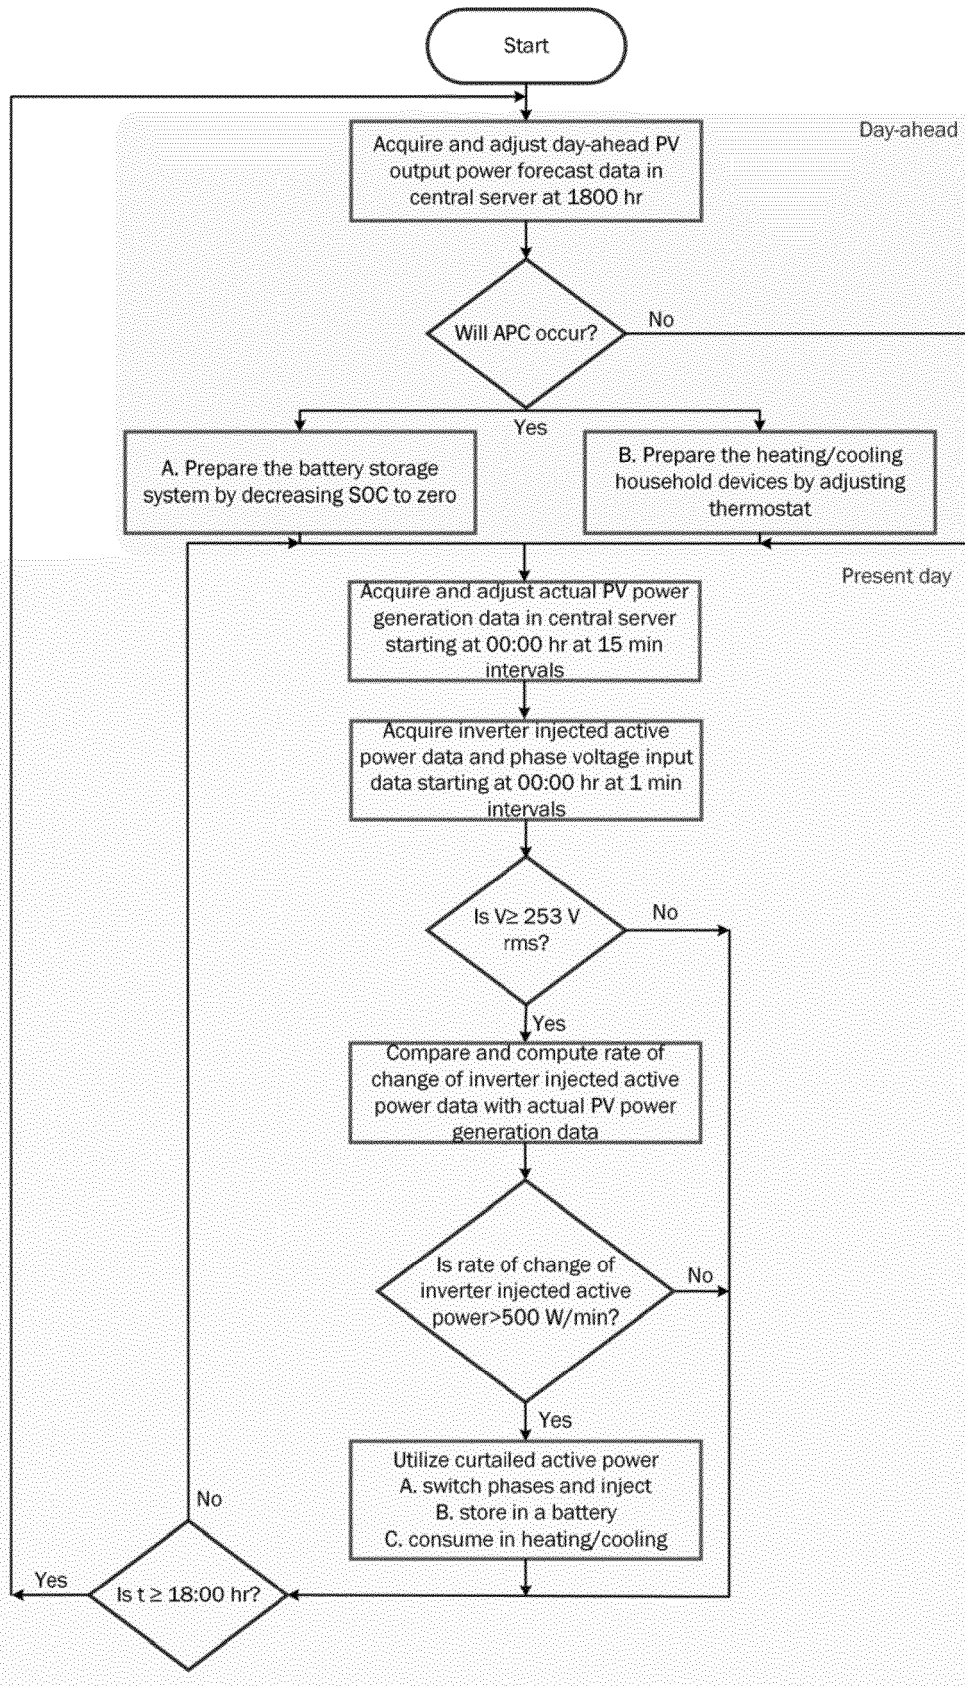 Start
Day-ahead
Acquire and adjust day-ahead PV
output power forecast data in
central server at 1800 hr
Will APC occur?
No
Yes
A. Prepare the battery storage
system by decreasing SOC to zero
B. Prepare the heating/cooling
household devices by adjusting
thermostat
Present day
Acquire and adjust actual PV power
generation data in central server
starting at 00:00 hr at 15 min
intervals
Acquire inverter injected active
power data and phase voltage input
data starting at 00:00 hr at 1 min
intervals
Is V≥ 253 V
rms?
No
Yes
Compare and compute rate of
change of inverter injected active
power data with actual PV power
generation data
Is rate of change of
inverter injected active
power>500 W/min?
No
Yes
Utilize curtailed active power
A. switch phases and inject
B. store in a battery
C. consume in heating/cooling
No
Is t ≥ 18:00 hr?
Yes